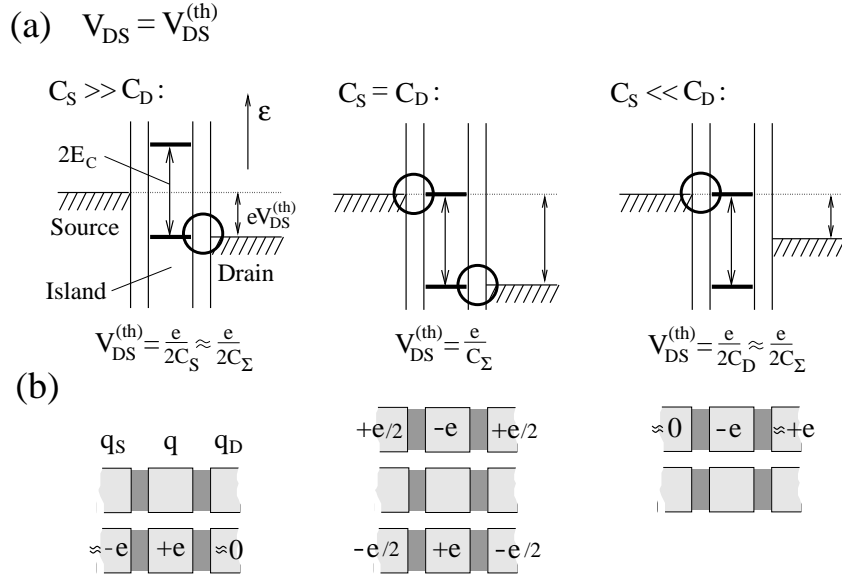 (a) V_DS = V_DS^(th)
C_S >> C_D :
C_S = C_D :
C_S << C_D :
ε
2E_C
Source
eV_DS^(th)
Island
Drain
V_DS^(th) = e/2C_S ≈ e/2C_Σ
V_DS^(th) = e/C_Σ
V_DS^(th) = e/2C_D ≈ e/2C_Σ
(b)
q_S q q_D
+e/2 -e +e/2
≈0 -e ≈+e
≈-e +e ≈0
-e/2 +e -e/2